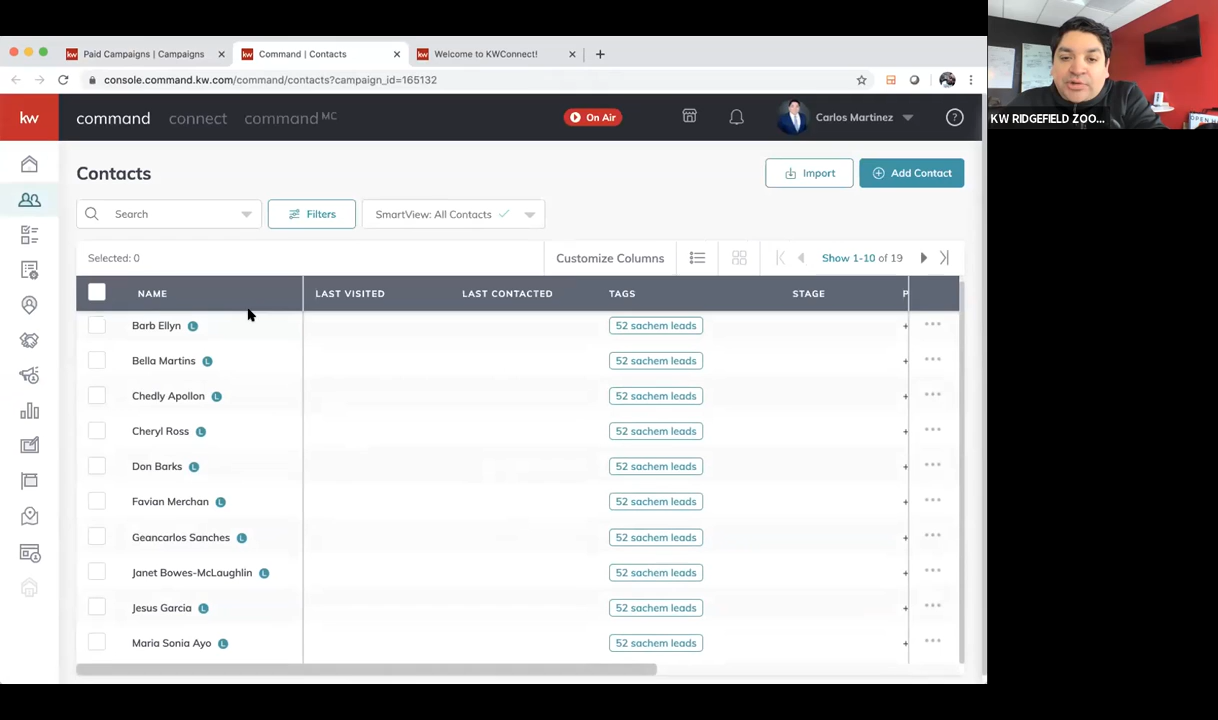 Paid Campaigns | Campaigns
Command | Contacts
Welcome to KWConnect!
console.command.kw.com/command/contacts?campaign_id=165132
kw
command
connect
command MC
On Air
Carlos Martinez
KW RIDGEFIELD ZOO...
Contacts
Import
Add Contact
Search
Filters
SmartView: All Contacts
Selected: 0
Customize Columns
Show 1-10 of 19
NAME LAST VISITED LAST CONTACTED TAGS STAGE P
Barb Ellyn L 52 sachem leads +
Bella Martins L 52 sachem leads +
Chedly Apollon L 52 sachem leads +
Cheryl Ross L 52 sachem leads +
Don Barks L 52 sachem leads +
Favian Merchan L 52 sachem leads +
Geancarlos Sanches L 52 sachem leads +
Janet Bowes-McLaughlin L 52 sachem leads +
Jesus Garcia L 52 sachem leads +
Maria Sonia Ayo L 52 sachem leads +